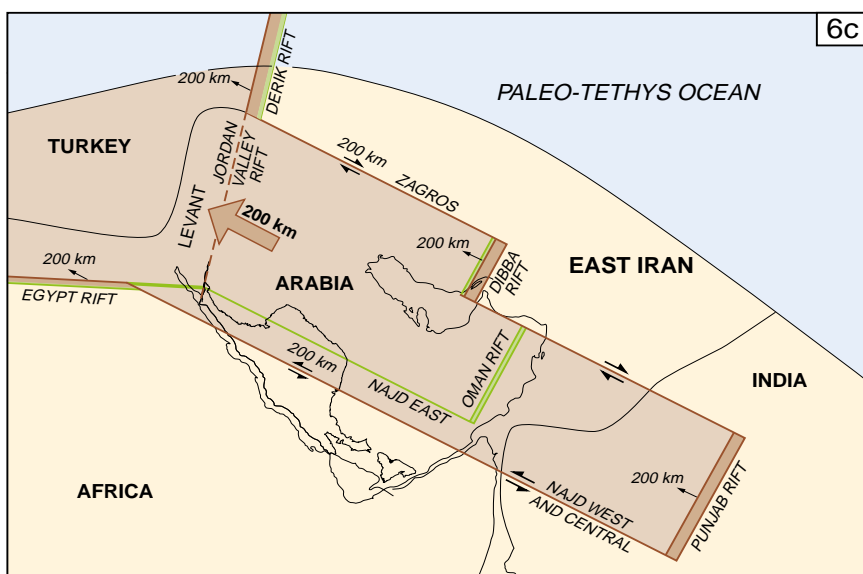 6c
200 km
DERIK RIFT
PALEO-TETHYS OCEAN
TURKEY
JORDAN
VALLEY
RIFT
200 km
ZAGROS
LEVANT
200 km
200 km
DIBBA
RIFT
EAST IRAN
200 km
EGYPT RIFT
ARABIA
200 km
NAJD EAST
OMAN RIFT
INDIA
AFRICA
200 km
NAJD WEST
AND CENTRAL
PUNJAB RIFT